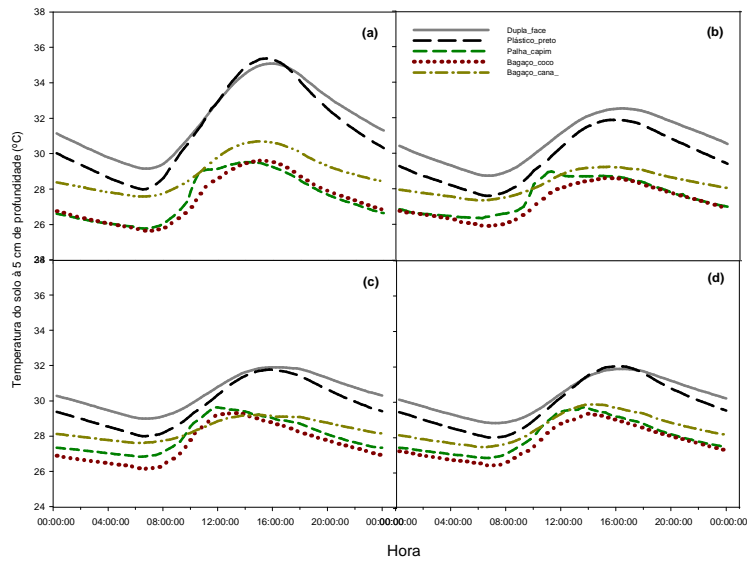 38
36
34
32
30
28
26
24
38
36
34
32
30
28
26
24
Temperatura do solo à 5 cm de profundidade (ºC)
(a)
(b)
Dupla_face
Plástico_preto
Palha_capim
Bagaço_coco
Bagaço_cana_
(c)
(d)
00:00:00 04:00:00 08:00:00 12:00:00 16:00:00 20:00:00 00:00:00
00:00:00 04:00:00 08:00:00 12:00:00 16:00:00 20:00:00 00:00:00
Hora